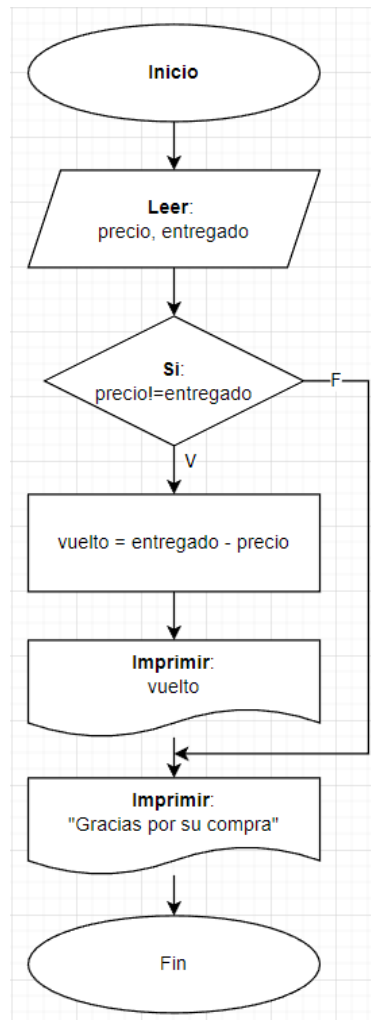 Inicio
Leer:
precio, entregado
Si:
precio!=entregado
F
V
vuelto = entregado - precio
Imprimir:
vuelto
Imprimir:
"Gracias por su compra"
Fin